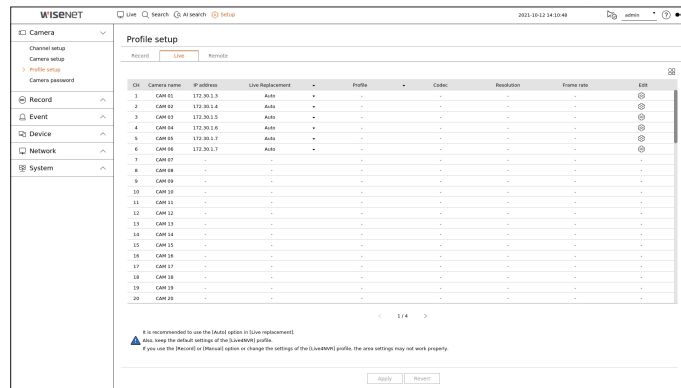 WISENET
Live Search AI search Setup 2021-10-12 14:10:48 admin
Camera
Channel setup
Camera setup
> Profile setup
Camera password
Record
Event
Device
Network
System
Profile setup
Record Live Remote
CH Camera name IP address Live Replacement Profile Codec Resolution Frame rate Edit
1 CAM 01 172.30.1.3 Auto - - - -
2 CAM 02 172.30.1.4 Auto - - - -
3 CAM 03 172.30.1.5 Auto - - - -
4 CAM 04 172.30.1.6 Auto - - - -
5 CAM 05 172.30.1.7 Auto - - - -
6 CAM 06 172.30.1.7 Auto - - - -
7 CAM 07 - - - - - - -
8 CAM 08 - - - - - - -
9 CAM 09 - - - - - - -
10 CAM 10 - - - - - - -
11 CAM 11 - - - - - - -
12 CAM 12 - - - - - - -
13 CAM 13 - - - - - - -
14 CAM 14 - - - - - - -
15 CAM 15 - - - - - - -
16 CAM 16 - - - - - - -
17 CAM 17 - - - - - - -
18 CAM 18 - - - - - - -
19 CAM 19 - - - - - - -
20 CAM 20 - - - - - - -
< 1 / 4 >
It is recommended to use the [Auto] option in [Live replacement].
Also, keep the default settings of the [Live4NVR] profile.
If you use the [Record] or [Manual] option or change the settings of the [Live4NVR] profile, the area settings may not work properly.
Apply Revert